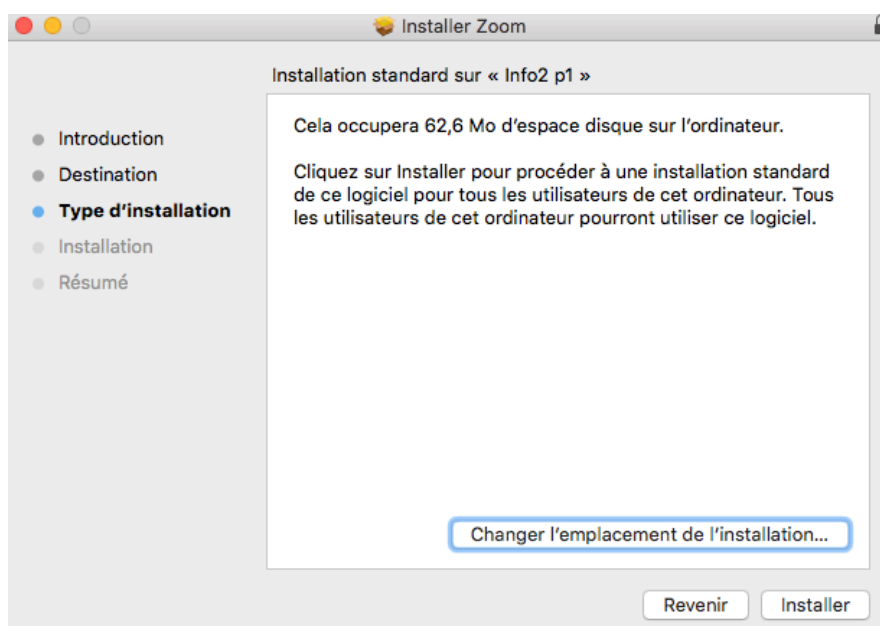 Installer Zoom
Installation standard sur « Info2 p1 »
Introduction
Destination
Type d’installation
Installation
Résumé
Cela occupera 62,6 Mo d’espace disque sur l’ordinateur.
Cliquez sur Installer pour procéder à une installation standard
de ce logiciel pour tous les utilisateurs de cet ordinateur. Tous
les utilisateurs de cet ordinateur pourront utiliser ce logiciel.
Changer l’emplacement de l’installation...
Revenir
Installer